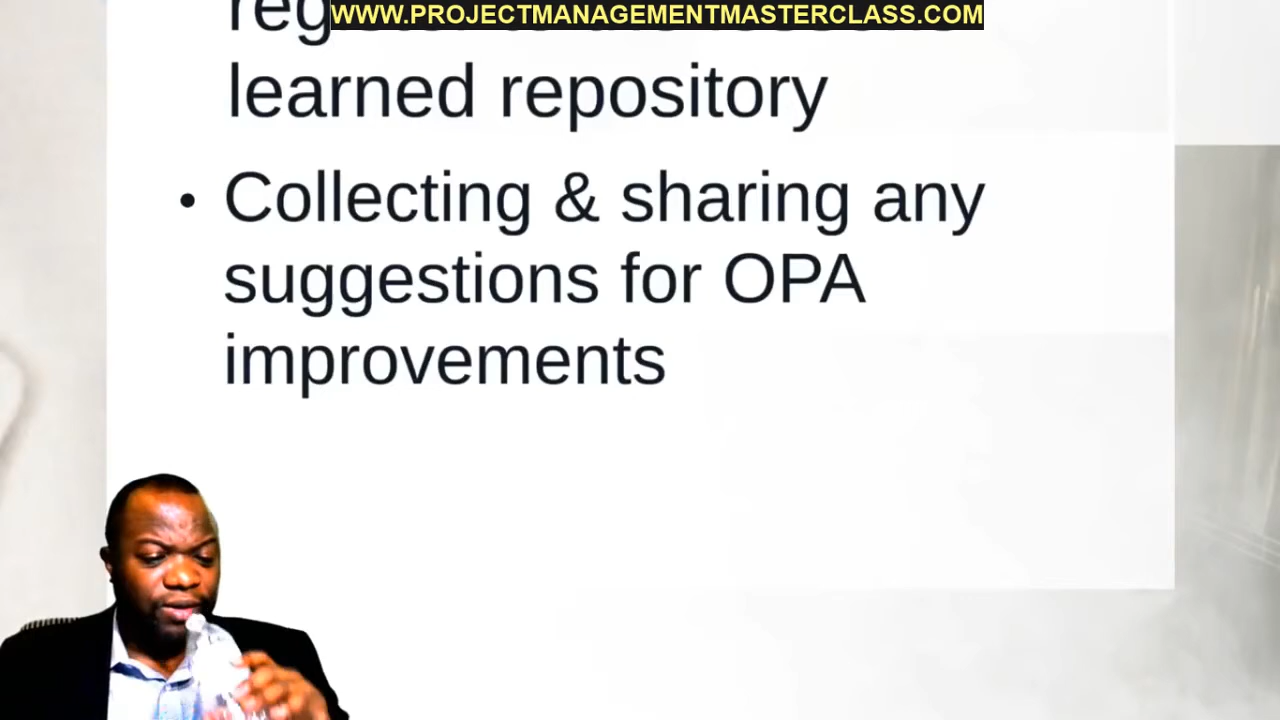 WWW.PROJECTMANAGEMENTMASTERCLASS.COM
learned repository
• Collecting & sharing any
suggestions for OPA
improvements